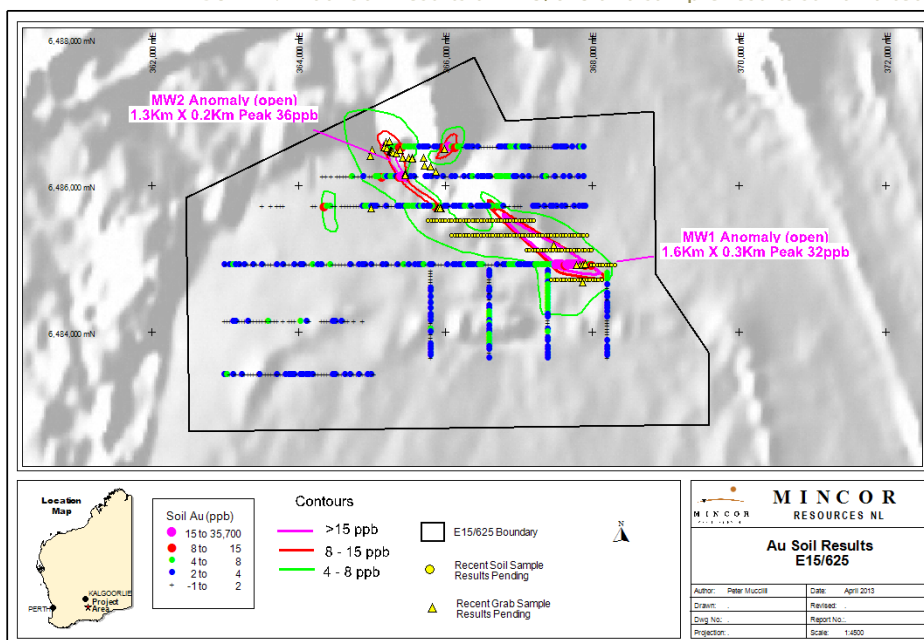 6,488,000 mN
362,000 mE
364,000 mE
366,000 mE
368,000 mE
370,000 mE
372,000 mE
MW2 Anomaly (open)
1.3Km X 0.2Km Peak 36ppb
6,486,000 mN
MW1 Anomaly (open)
1.6Km X 0.3Km Peak 32ppb
6,484,000 mN
Location
Map
KALGOORLIE
PERTH
Project
Area
Soil Au (ppb)
15 to 35,700
8 to 15
4 to 8
2 to 4
-1 to 2
Contours
>15 ppb
8 - 15 ppb
4 - 8 ppb
E15/625 Boundary
Recent Soil Sample
Results Pending
Recent Grab Sample
Results Pending
N
MINCOR
MINCOR
RESOURCES NL
Au Soil Results
E15/625
Author: Peter Muccilli
Date: April 2013
Drawn: .
Revised: .
Dwg No: .
Report No: .
Projection: .
Scale: 1:4500